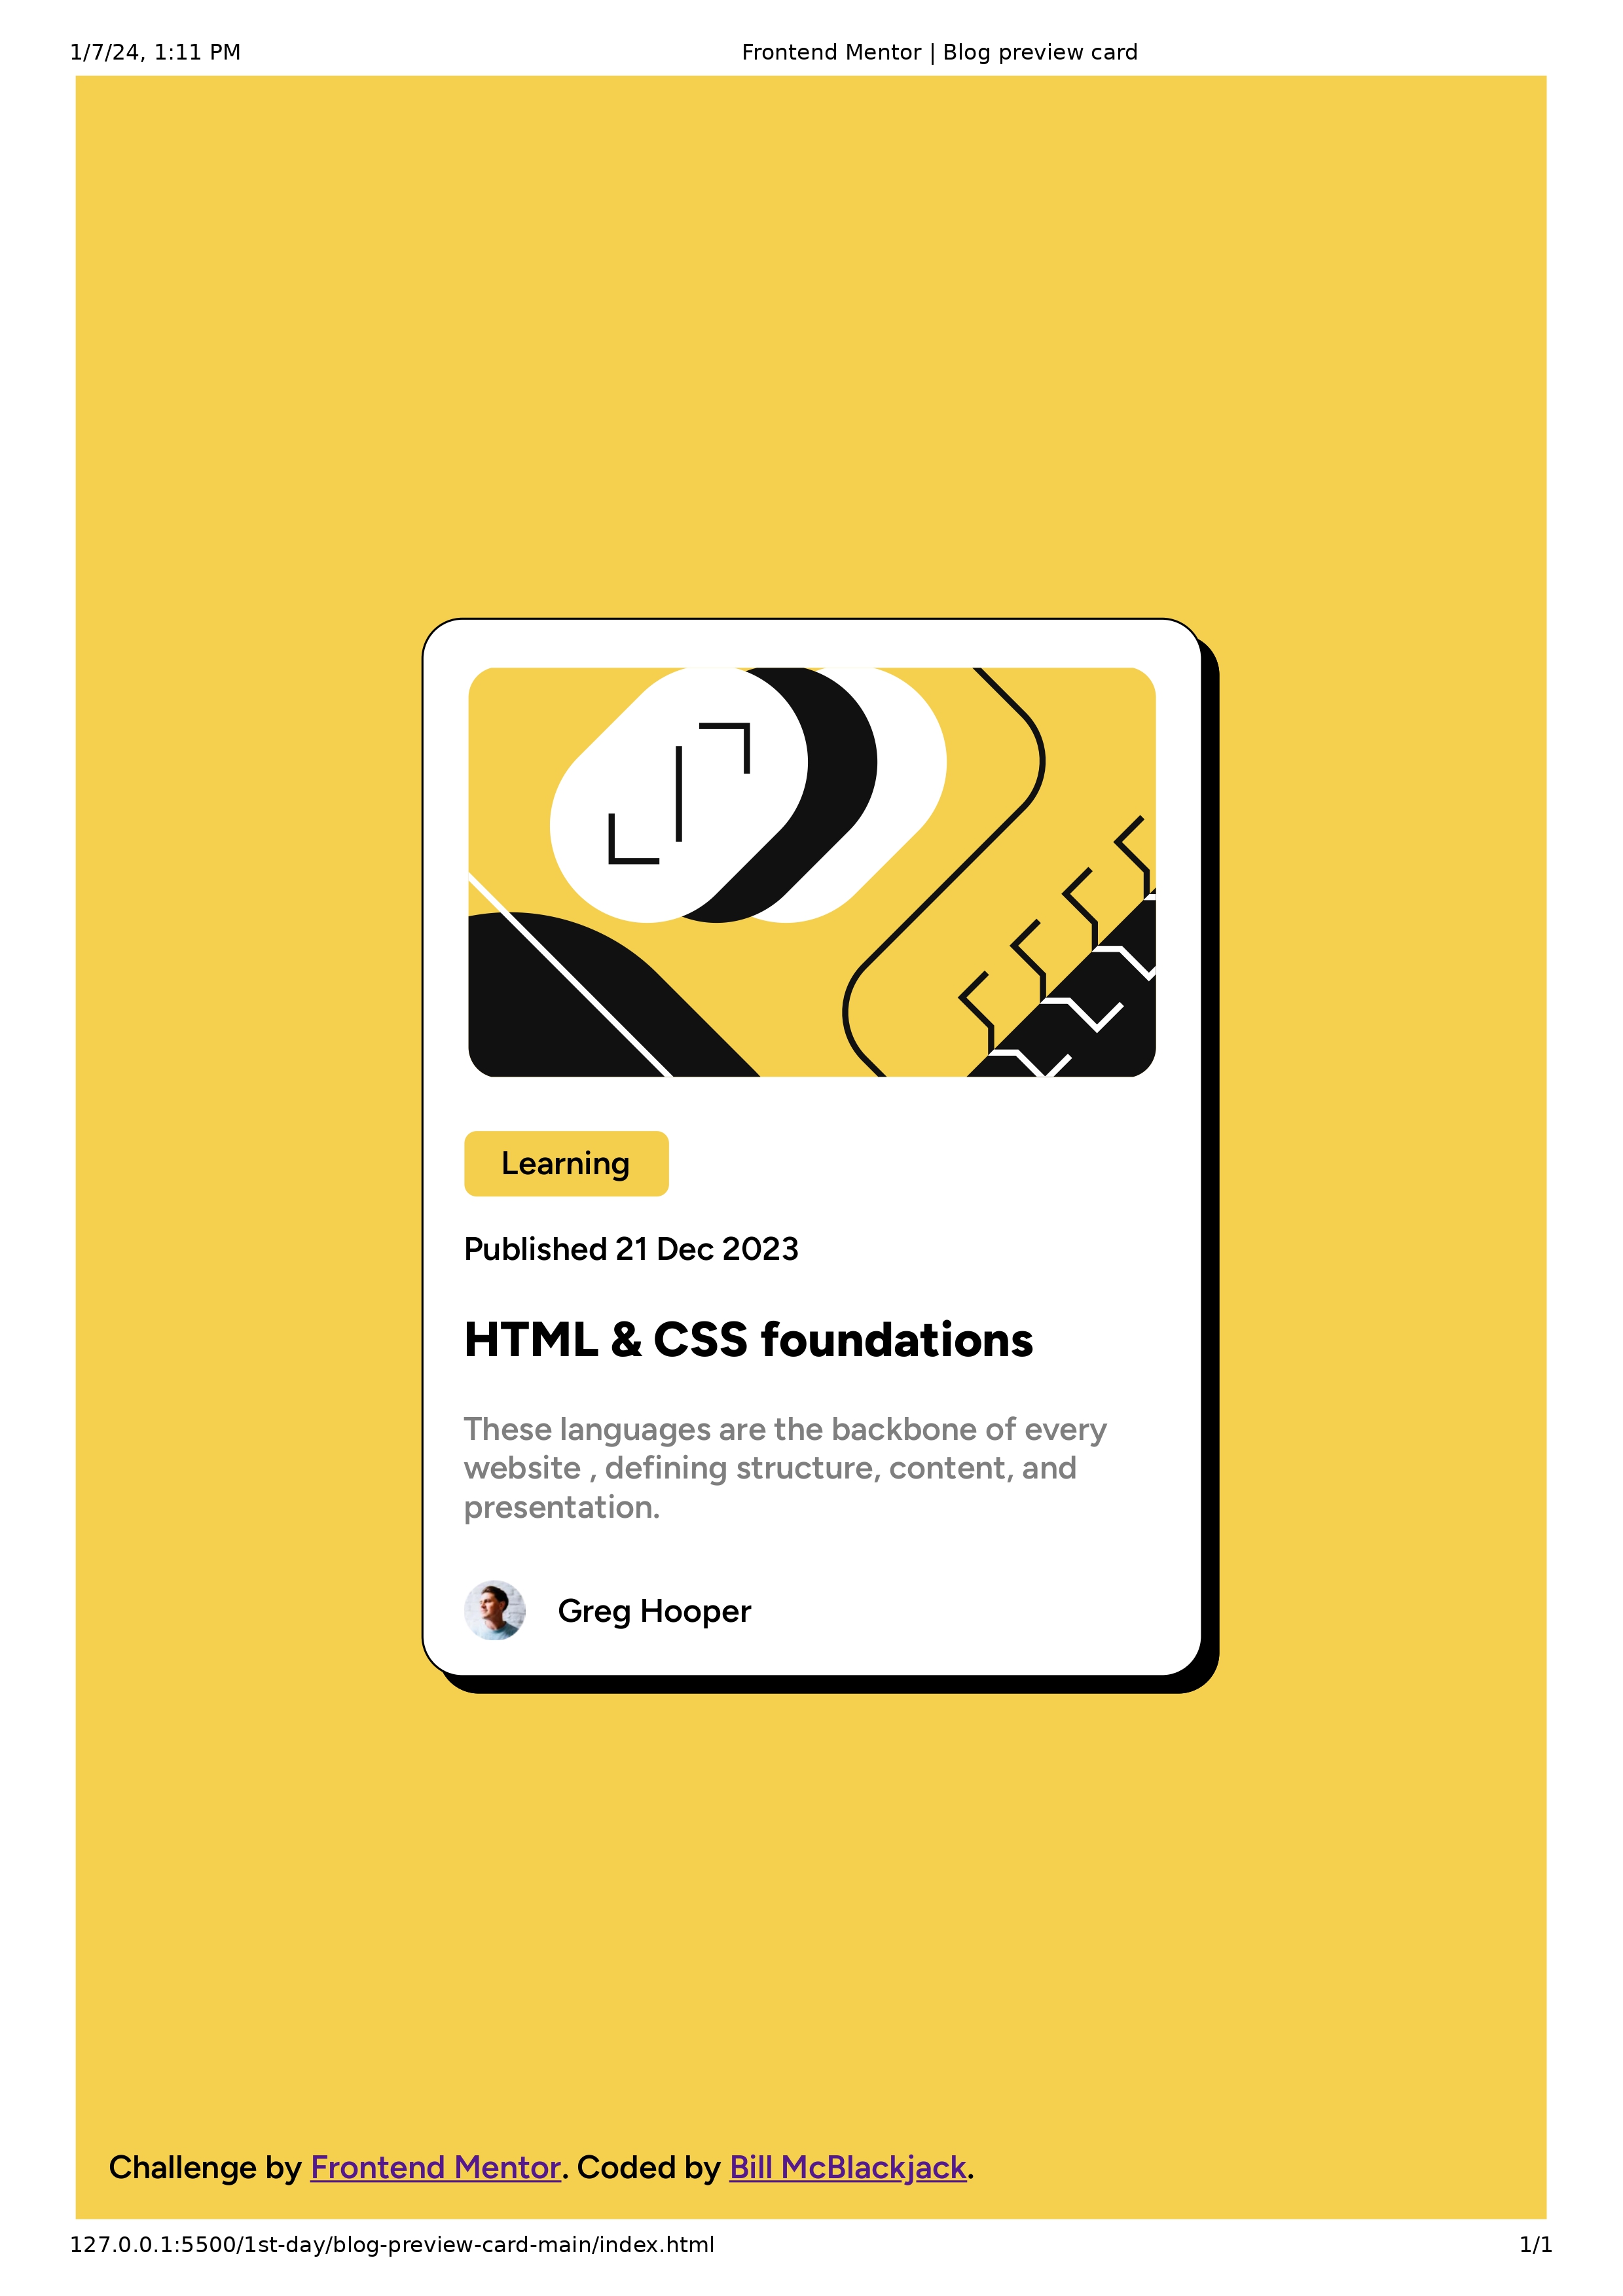 1/7/24, 1:11 PM
Frontend Mentor | Blog preview card
Learning
Published 21 Dec 2023
HTML & CSS foundations
These languages are the backbone of every
website , defining structure, content, and
presentation.
Greg Hooper
Challenge by Frontend Mentor. Coded by Bill McBlackjack.
127.0.0.1:5500/1st-day/blog-preview-card-main/index.html
1/1